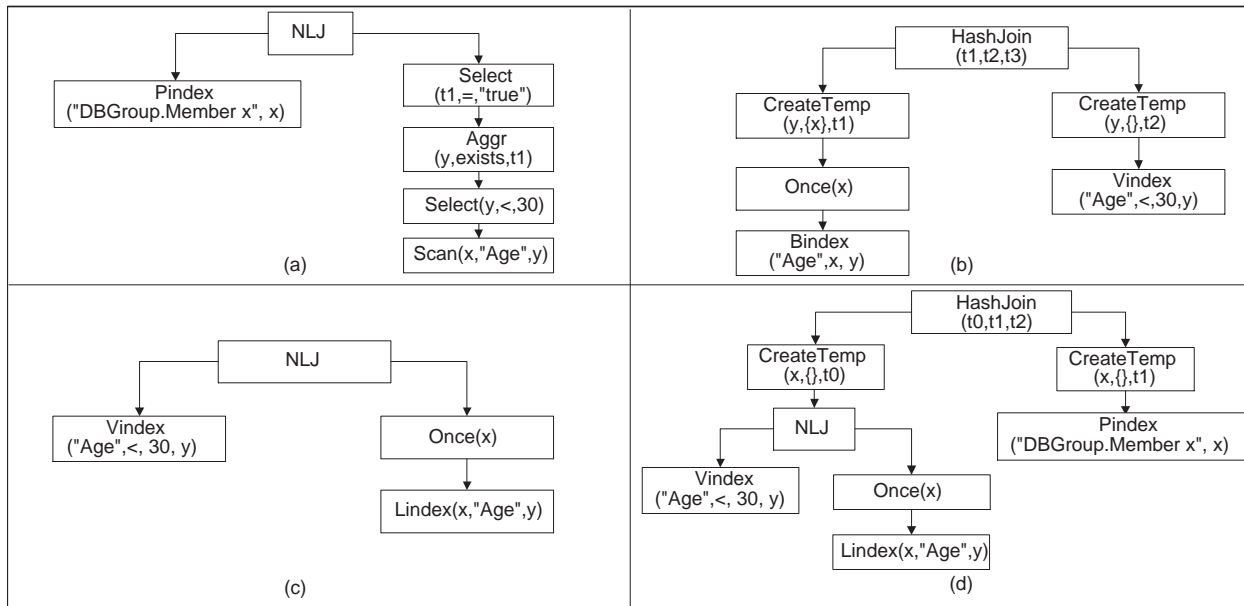 NLJ
Pindex
("DBGroup.Member x", x)
Select
(t1,=,"true")
Aggr
(y,exists,t1)
Select(y,<,30)
Scan(x,"Age",y)
(a)
HashJoin
(t1,t2,t3)
CreateTemp
(y,{x},t1)
CreateTemp
(y,{},t2)
Once(x)
Vindex
("Age",<,30,y)
Bindex
("Age",x, y)
(b)
NLJ
Vindex
("Age",<, 30, y)
Once(x)
Lindex(x,"Age",y)
(c)
HashJoin
(t0,t1,t2)
CreateTemp
(x,{},t0)
CreateTemp
(x,{},t1)
NLJ
Pindex
("DBGroup.Member x", x)
Vindex
("Age",<, 30, y)
Once(x)
Lindex(x,"Age",y)
(d)